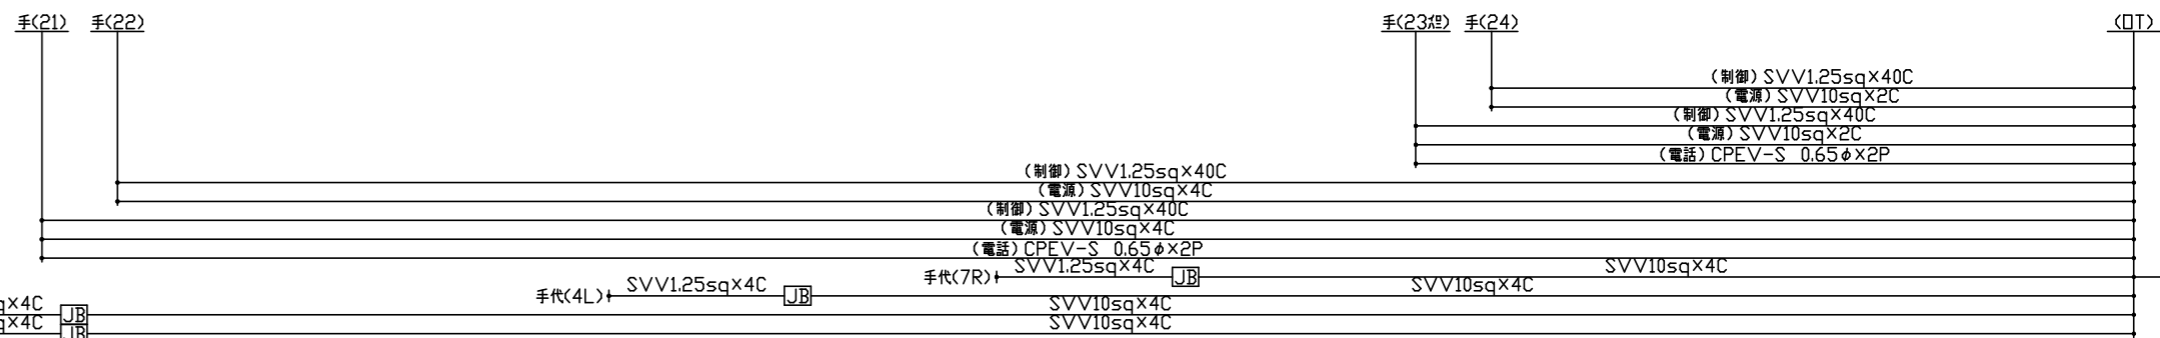 手(21) 手(22) 手(23) 手(24) (OT)
(制御) SVV1.25sq×40C
(電源) SVV10sq×2C
(制御) SVV1.25sq×40C
(電源) SVV10sq×2C
(電話) CPEV-S 0.65φ×2P
(制御) SVV1.25sq×40C
(電源) SVV10sq×4C
(制御) SVV1.25sq×40C
(電源) SVV10sq×4C
(電話) CPEV-S 0.65φ×2P
手代(7R) SVV1.25sq×4C JB SVV10sq×4C
手代(4L) SVV1.25sq×4C JB SVV10sq×4C
q×4C JB SVV10sq×4C
q×4C JB SVV10sq×4C